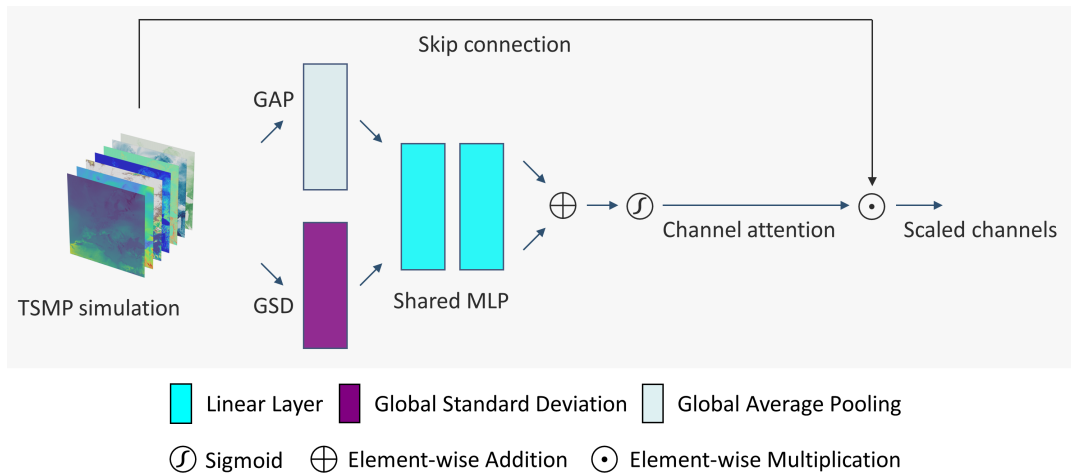 Skip connection
GAP
TSMP simulation
GSD
Shared MLP
Channel attention
Scaled channels
Linear Layer
Global Standard Deviation
Global Average Pooling
Sigmoid
Element-wise Addition
Element-wise Multiplication